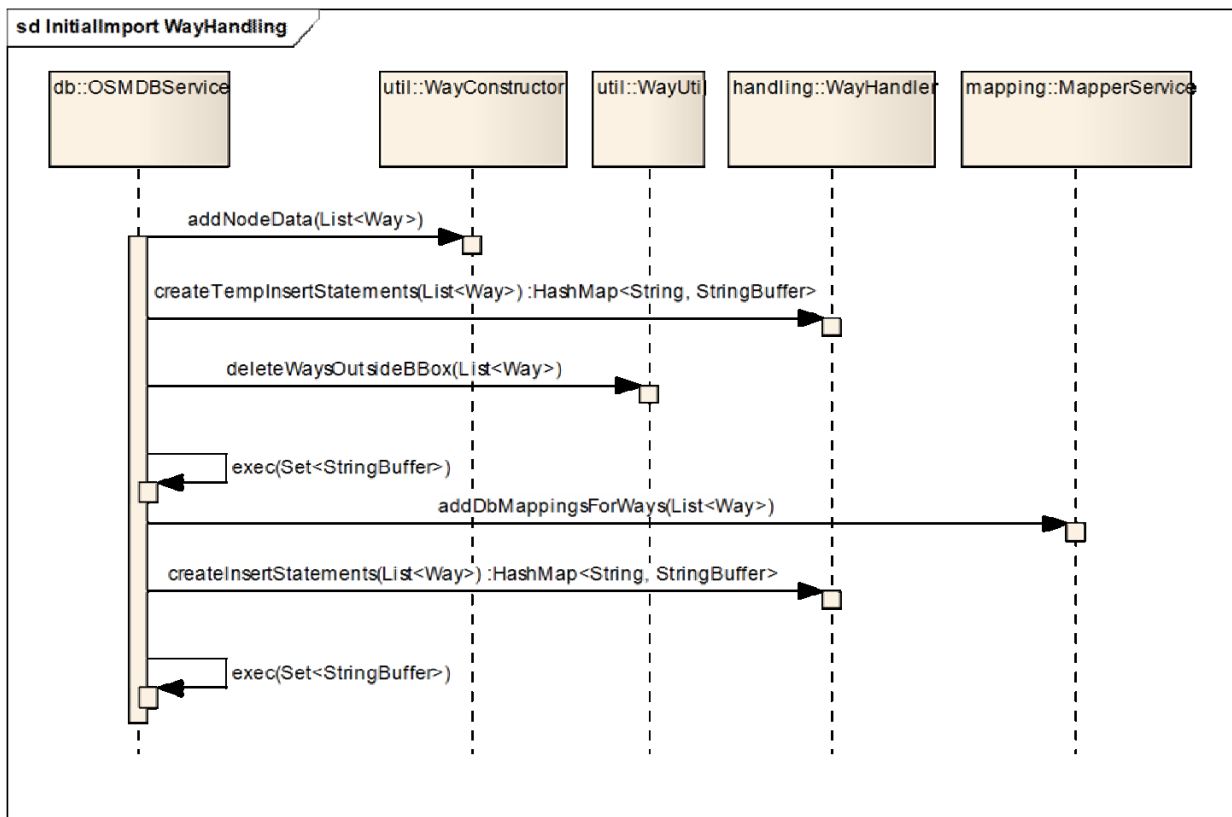 sd InitialImport WayHandling
db::OSMDBService
util::WayConstructor
util::WayUtil
handling::WayHandler
mapping::MapperService
addNodeData(List<Way>)
createTempInsertStatements(List<Way>) :HashMap<String, StringBuffer>
deleteWaysOutsideBBox(List<Way>)
exec(Set<StringBuffer>)
addDbMappingsForWays(List<Way>)
createInsertStatements(List<Way>) :HashMap<String, StringBuffer>
exec(Set<StringBuffer>)